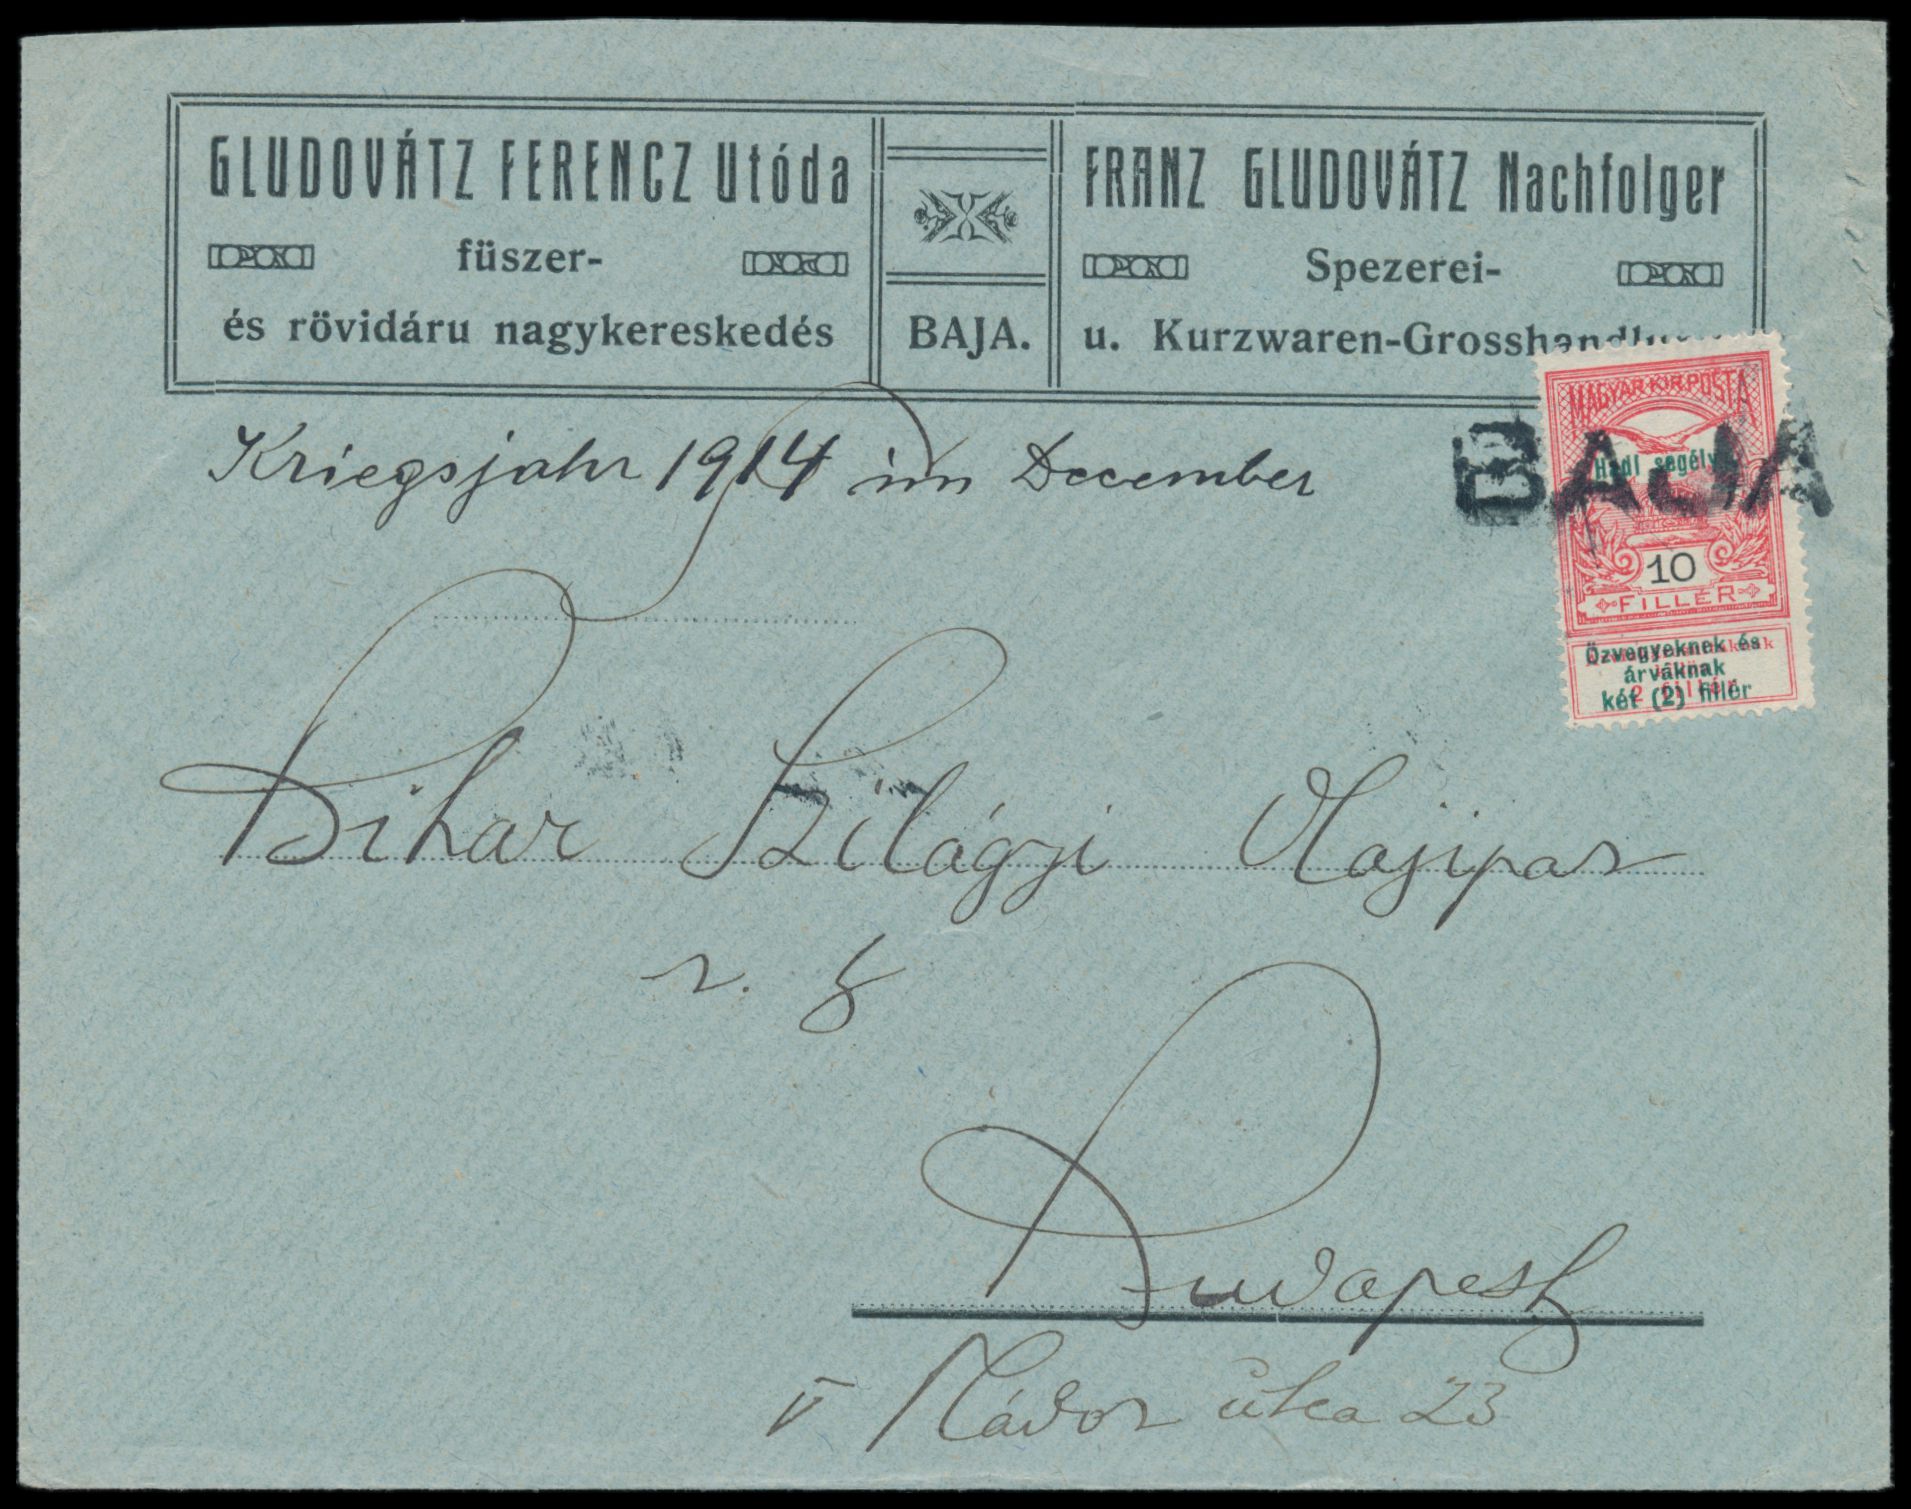 GLUDOVÁTZ FERENCZ Utóda
füszer-
és rövidáru nagykereskedés
BAJA.
FRANZ GLUDOVÁTZ Nachfolger
Spezerei-
u. Kurzwaren-Grosshandlung
Kriegsjahr 1914 im December
MAGYAR KIR. POSTA
Hadi segély
BAJA
10
FILLÉR
Özvegyeknek és
árváknak
két (2) fillér
Bihar Szilágyi Olajipar
r. t
Budapest
V Nádor utca 23